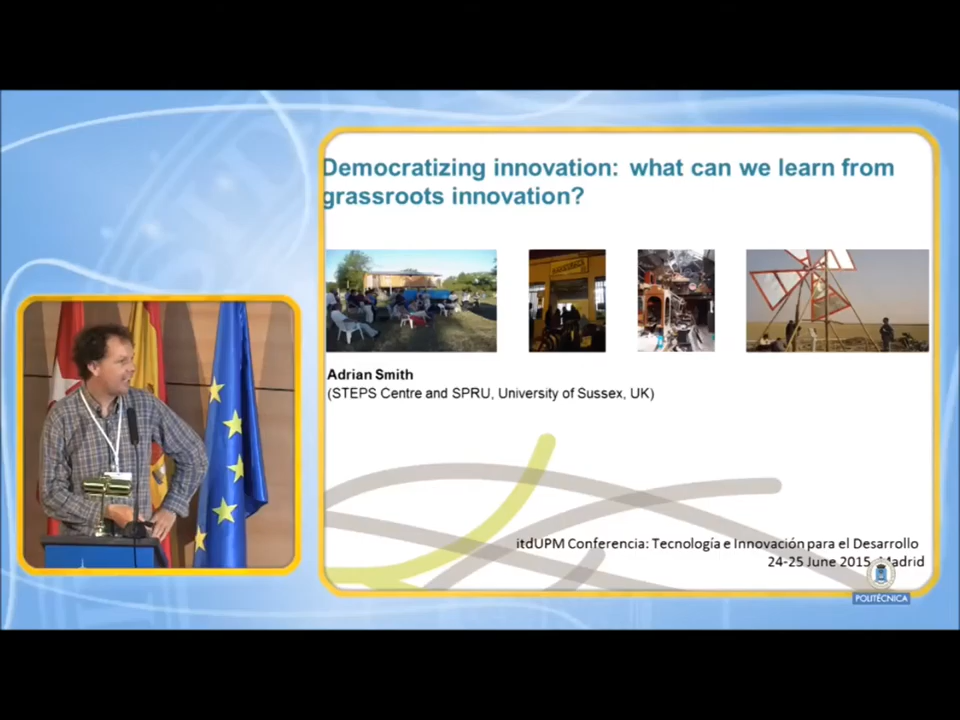 Democratizing innovation: what can we learn from
grassroots innovation?
Adrian Smith
(STEPS Centre and SPRU, University of Sussex, UK)
itdUPM Conferencia: Tecnología e Innovación para el Desarrollo
24-25 June 2015, Madrid
POLITÉCNICA